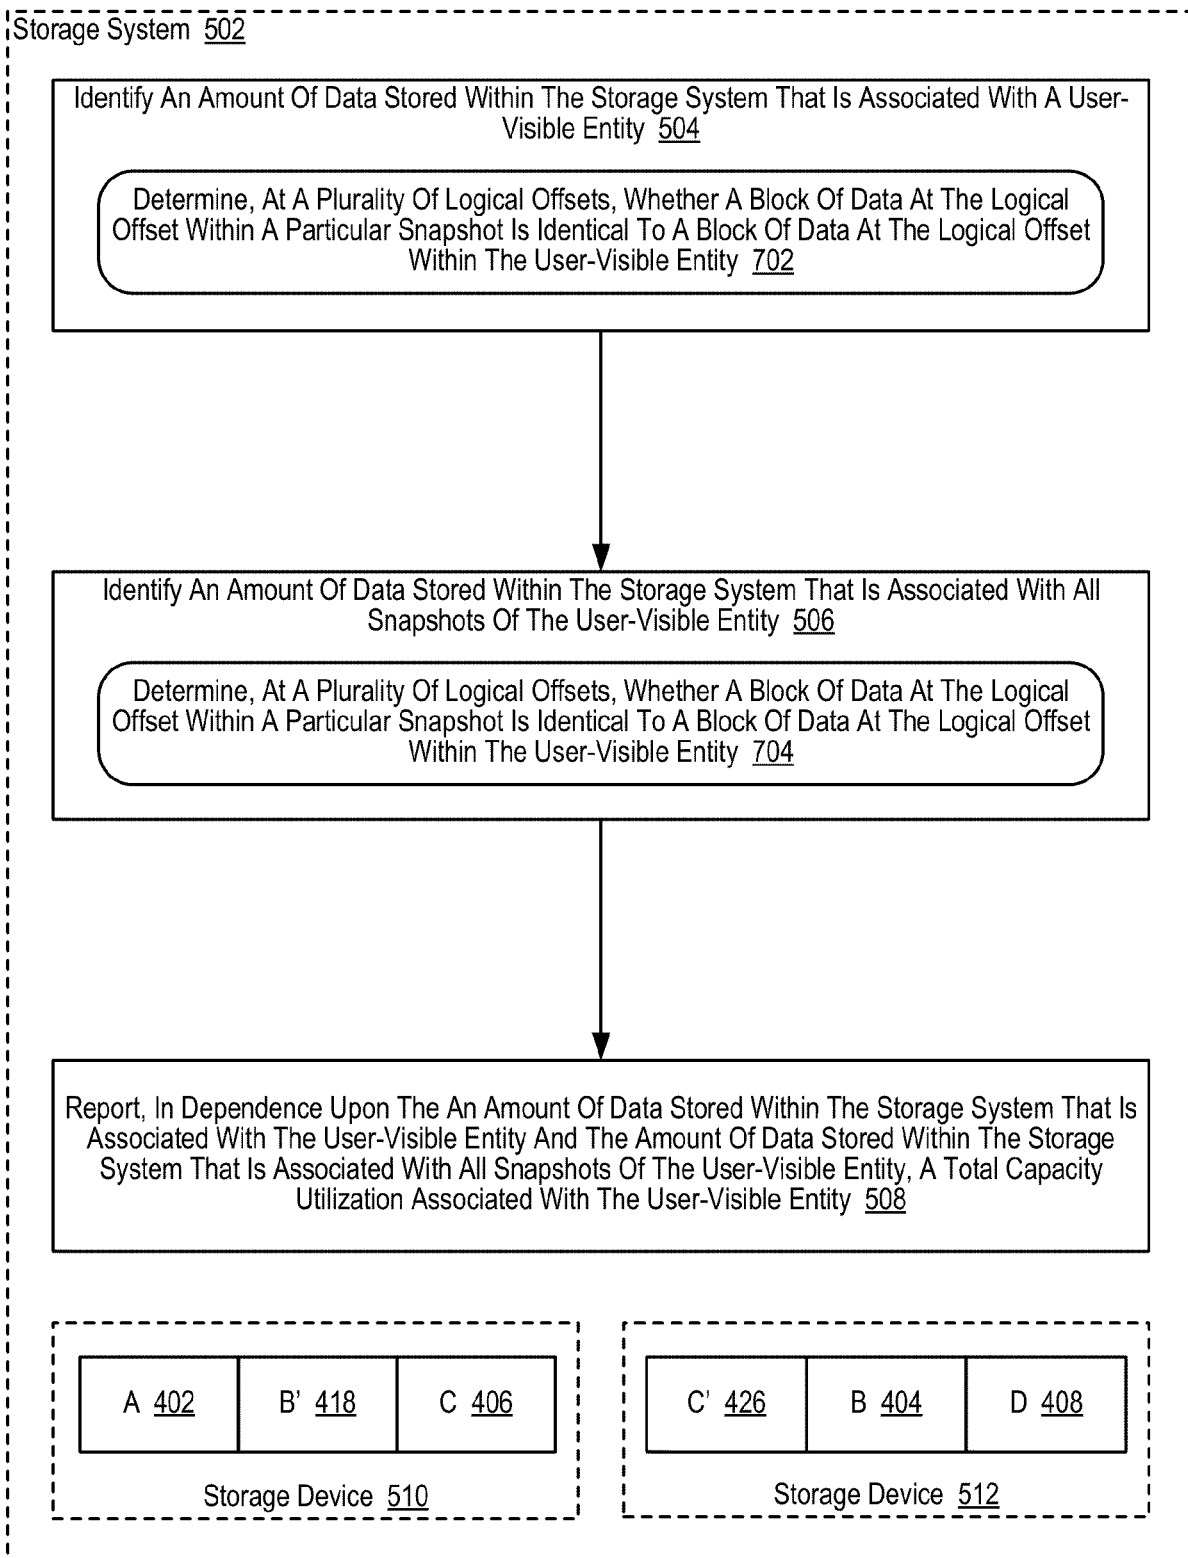 Storage System 502
Identify An Amount Of Data Stored Within The Storage System That Is Associated With A User-
Visible Entity 504
Determine, At A Plurality Of Logical Offsets, Whether A Block Of Data At The Logical
Offset Within A Particular Snapshot Is Identical To A Block Of Data At The Logical Offset
Within The User-Visible Entity 702
Identify An Amount Of Data Stored Within The Storage System That Is Associated With All
Snapshots Of The User-Visible Entity 506
Determine, At A Plurality Of Logical Offsets, Whether A Block Of Data At The Logical
Offset Within A Particular Snapshot Is Identical To A Block Of Data At The Logical Offset
Within The User-Visible Entity 704
Report, In Dependence Upon The An Amount Of Data Stored Within The Storage System That Is
Associated With The User-Visible Entity And The Amount Of Data Stored Within The Storage
System That Is Associated With All Snapshots Of The User-Visible Entity, A Total Capacity
Utilization Associated With The User-Visible Entity 508
A 402
B' 418
C 406
Storage Device 510
C' 426
B 404
D 408
Storage Device 512